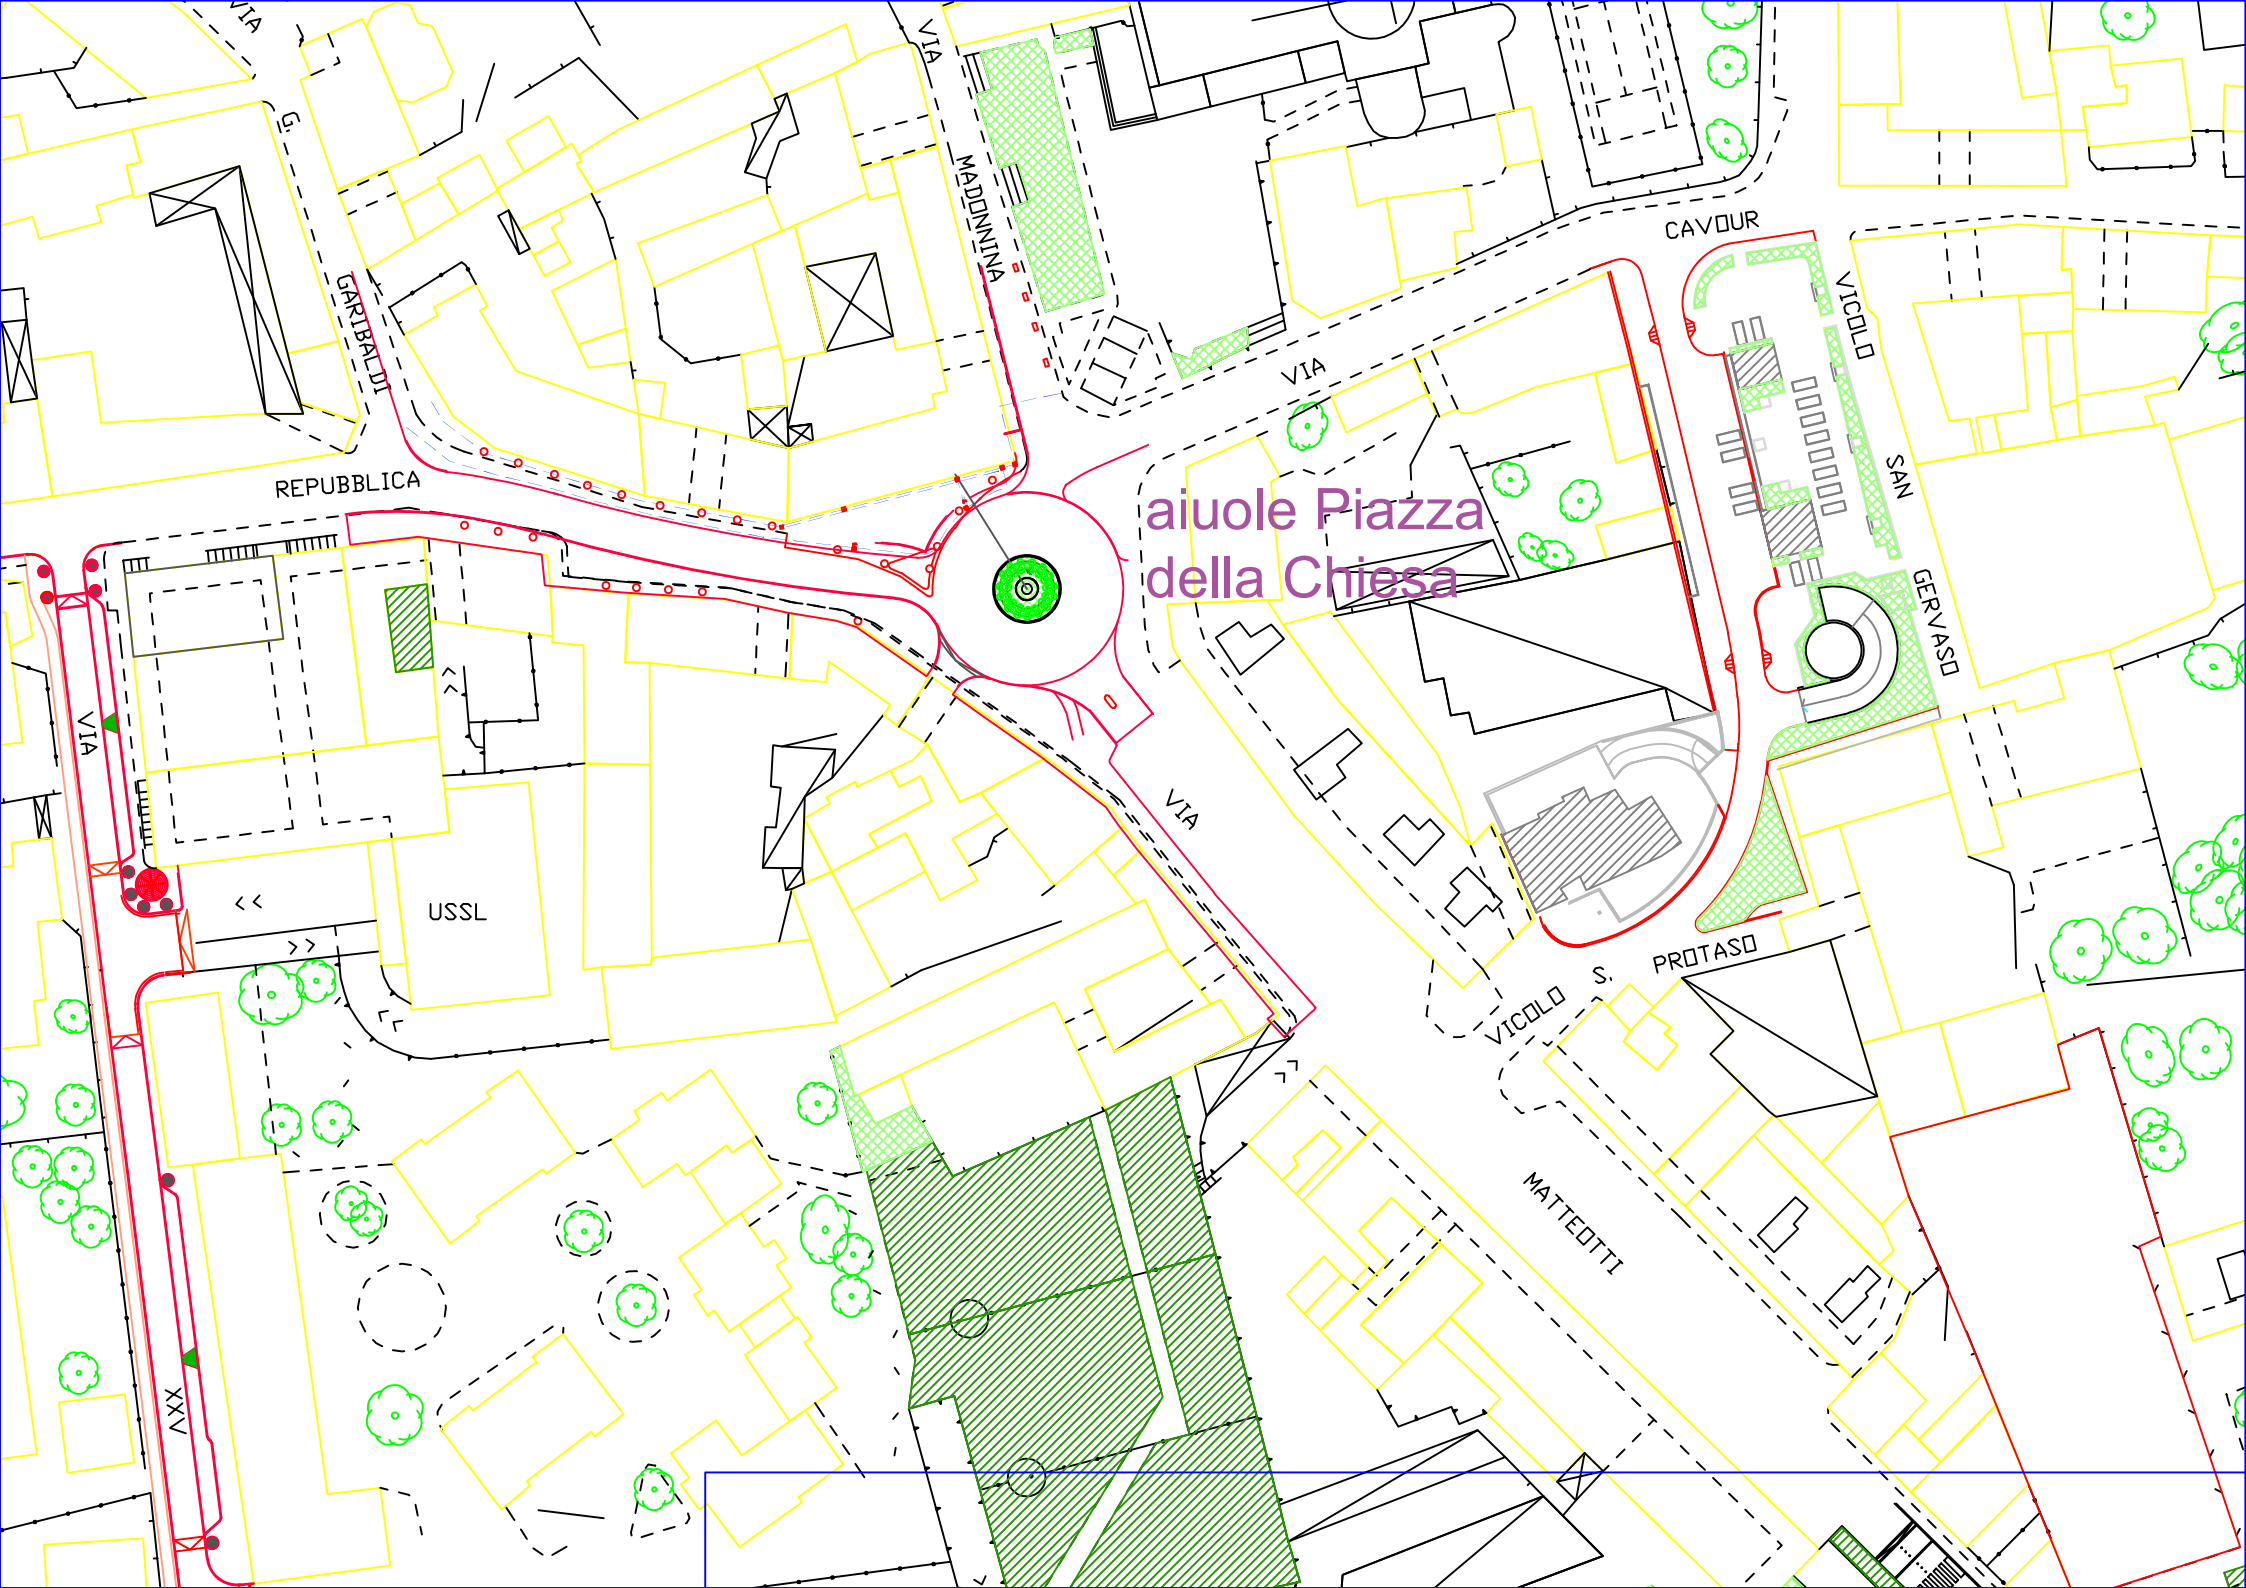 VIA
G.
GARIBALDI
VIA
MADONNINA
CAVOUR
VIA
VICOLO
SAN
GERVASO
REPUBBLICA
aiuole Piazza
della Chiesa
VIA
VIA
USSL
VICOLO S. PROTASO
MATTEOTTI
XXV